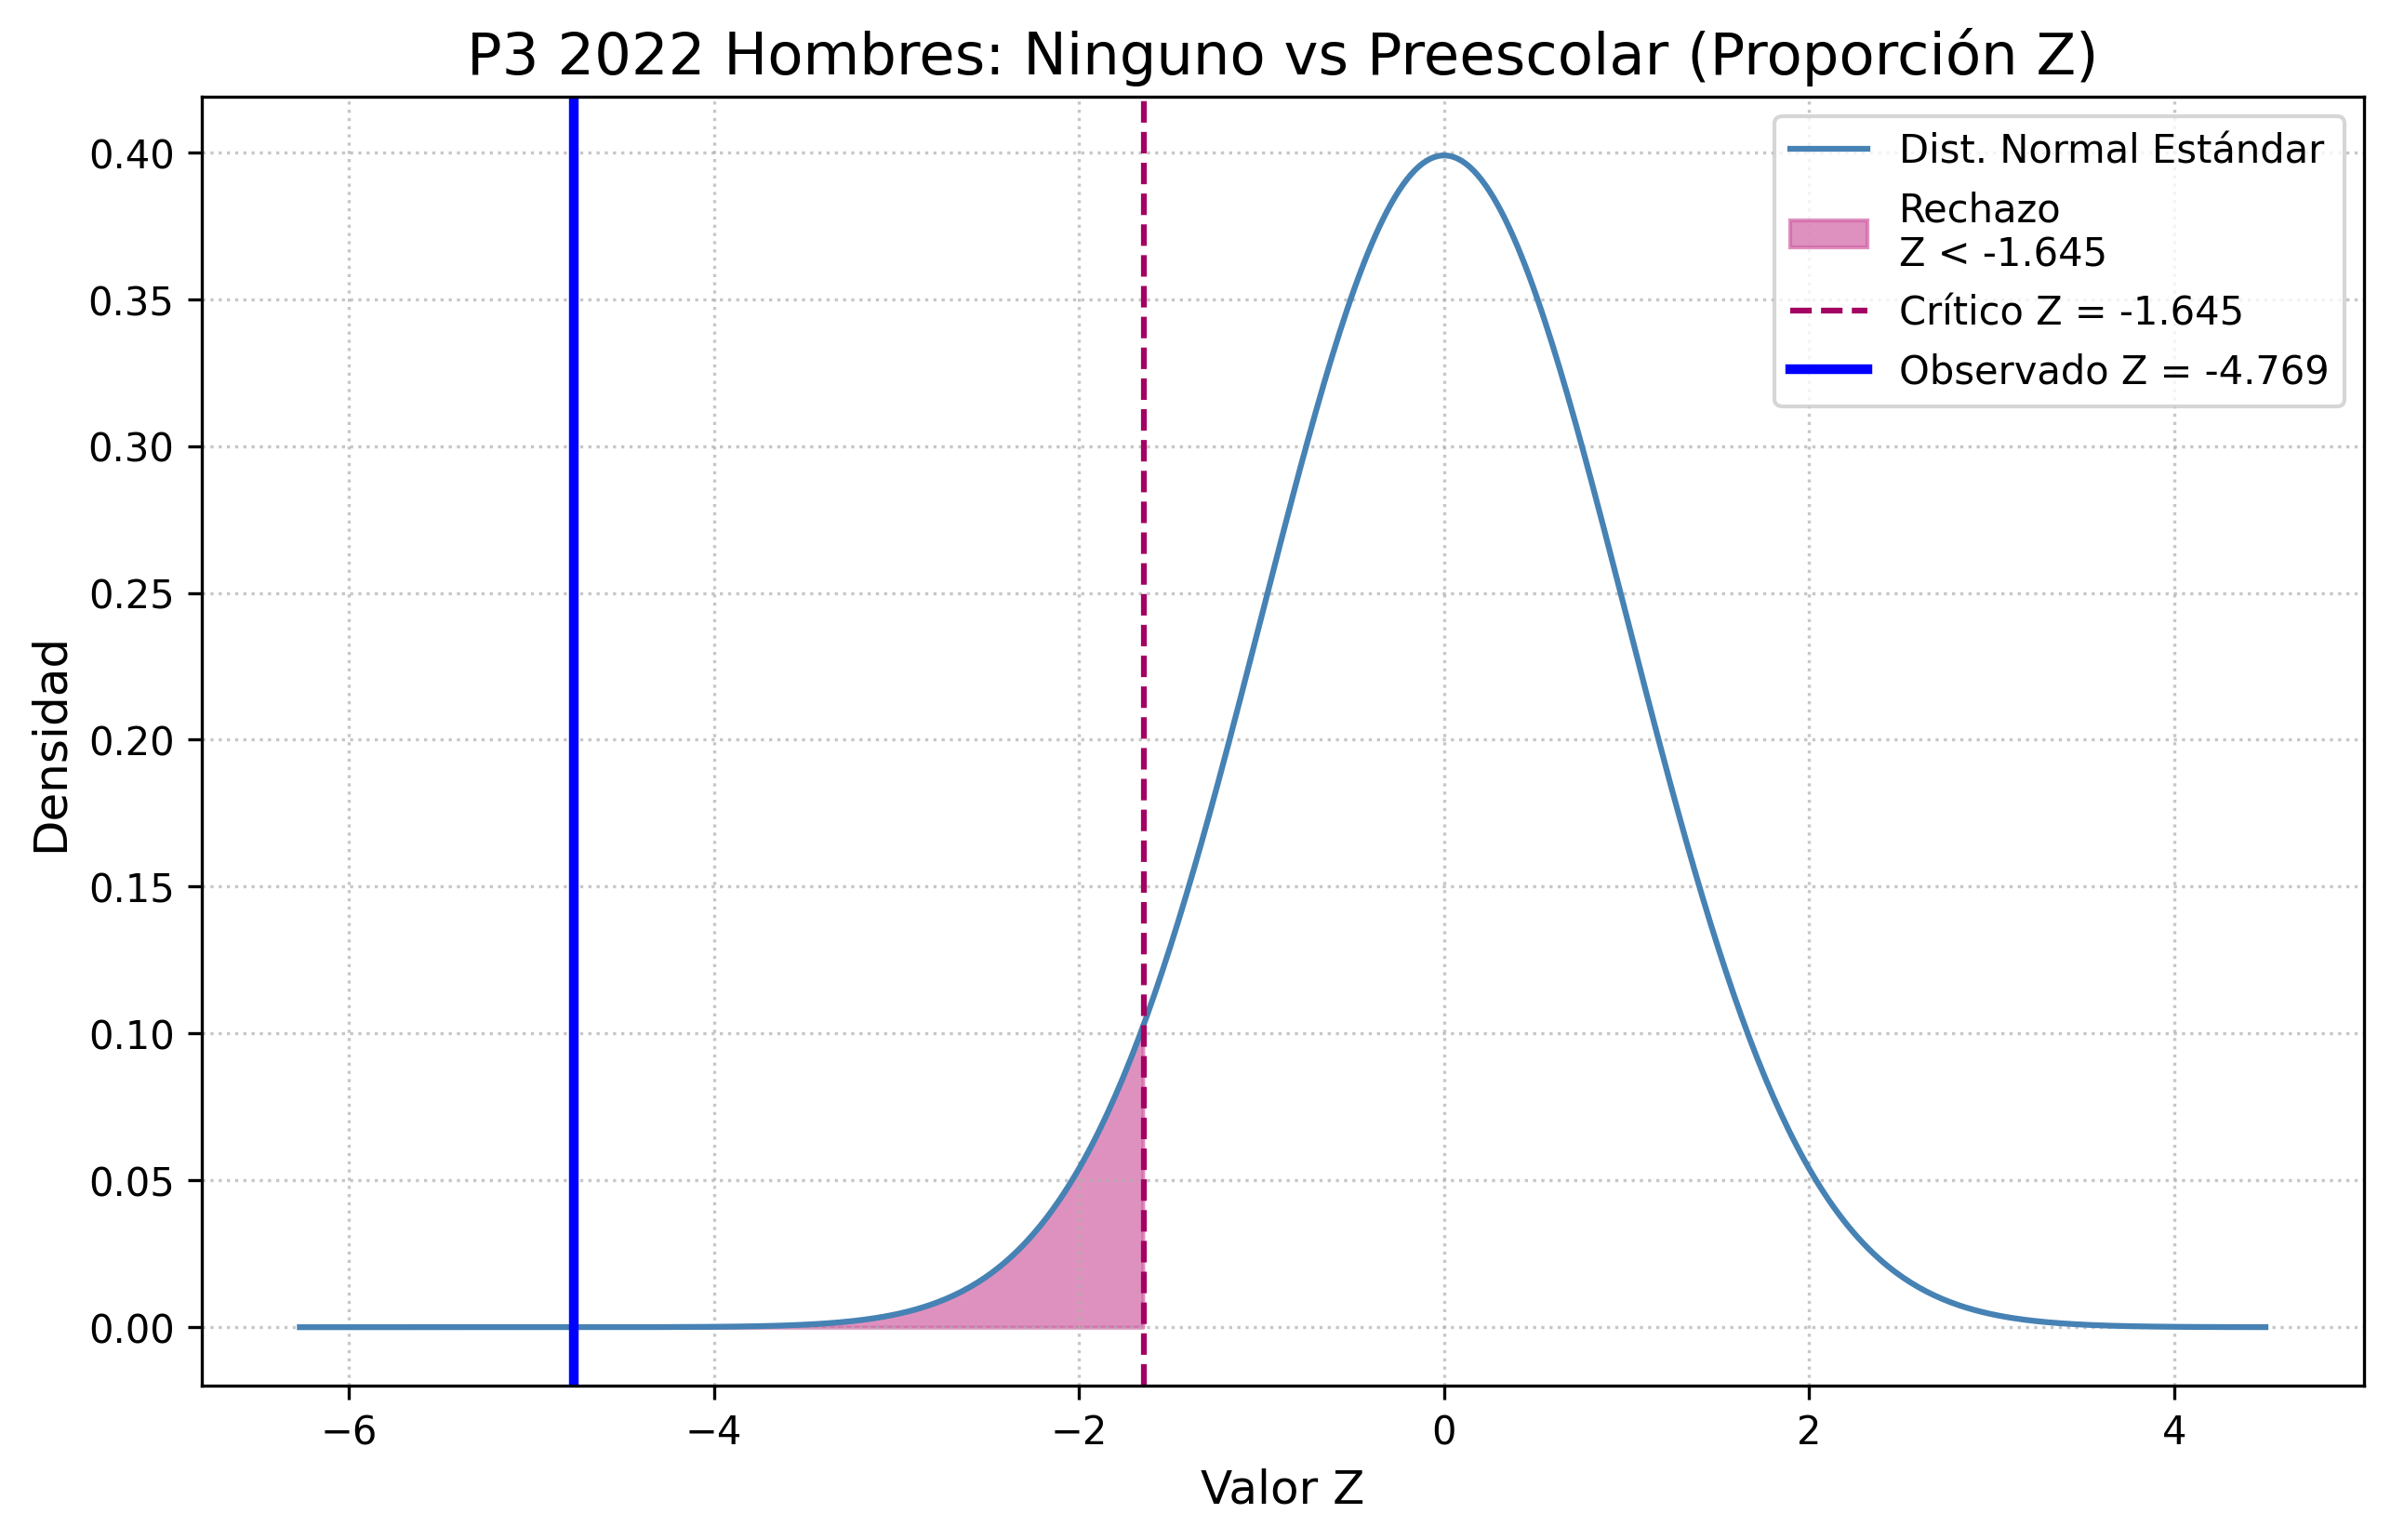 P3 2022 Hombres: Ninguno vs Preescolar (Proporción Z)
Dist. Normal Estándar
Rechazo
Z < -1.645
Crítico Z = -1.645
Observado Z = -4.769
Densidad
0.40
0.35
0.30
0.25
0.20
0.15
0.10
0.05
0.00
−6 −4 −2 0 2 4
Valor Z